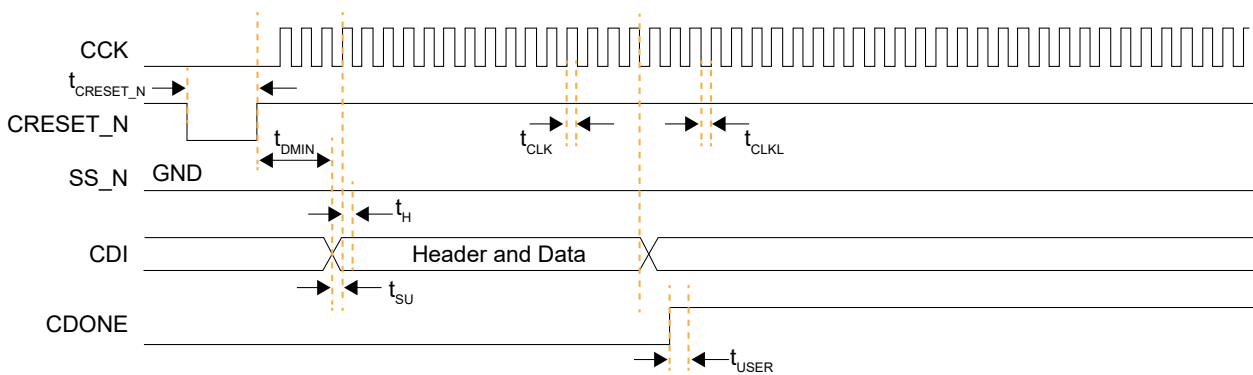 CCK
tCRESET_N
CRESET_N
tDMIN
tCLK
tCLKL
SS_N
GND
tH
CDI
Header and Data
tSU
CDONE
tUSER